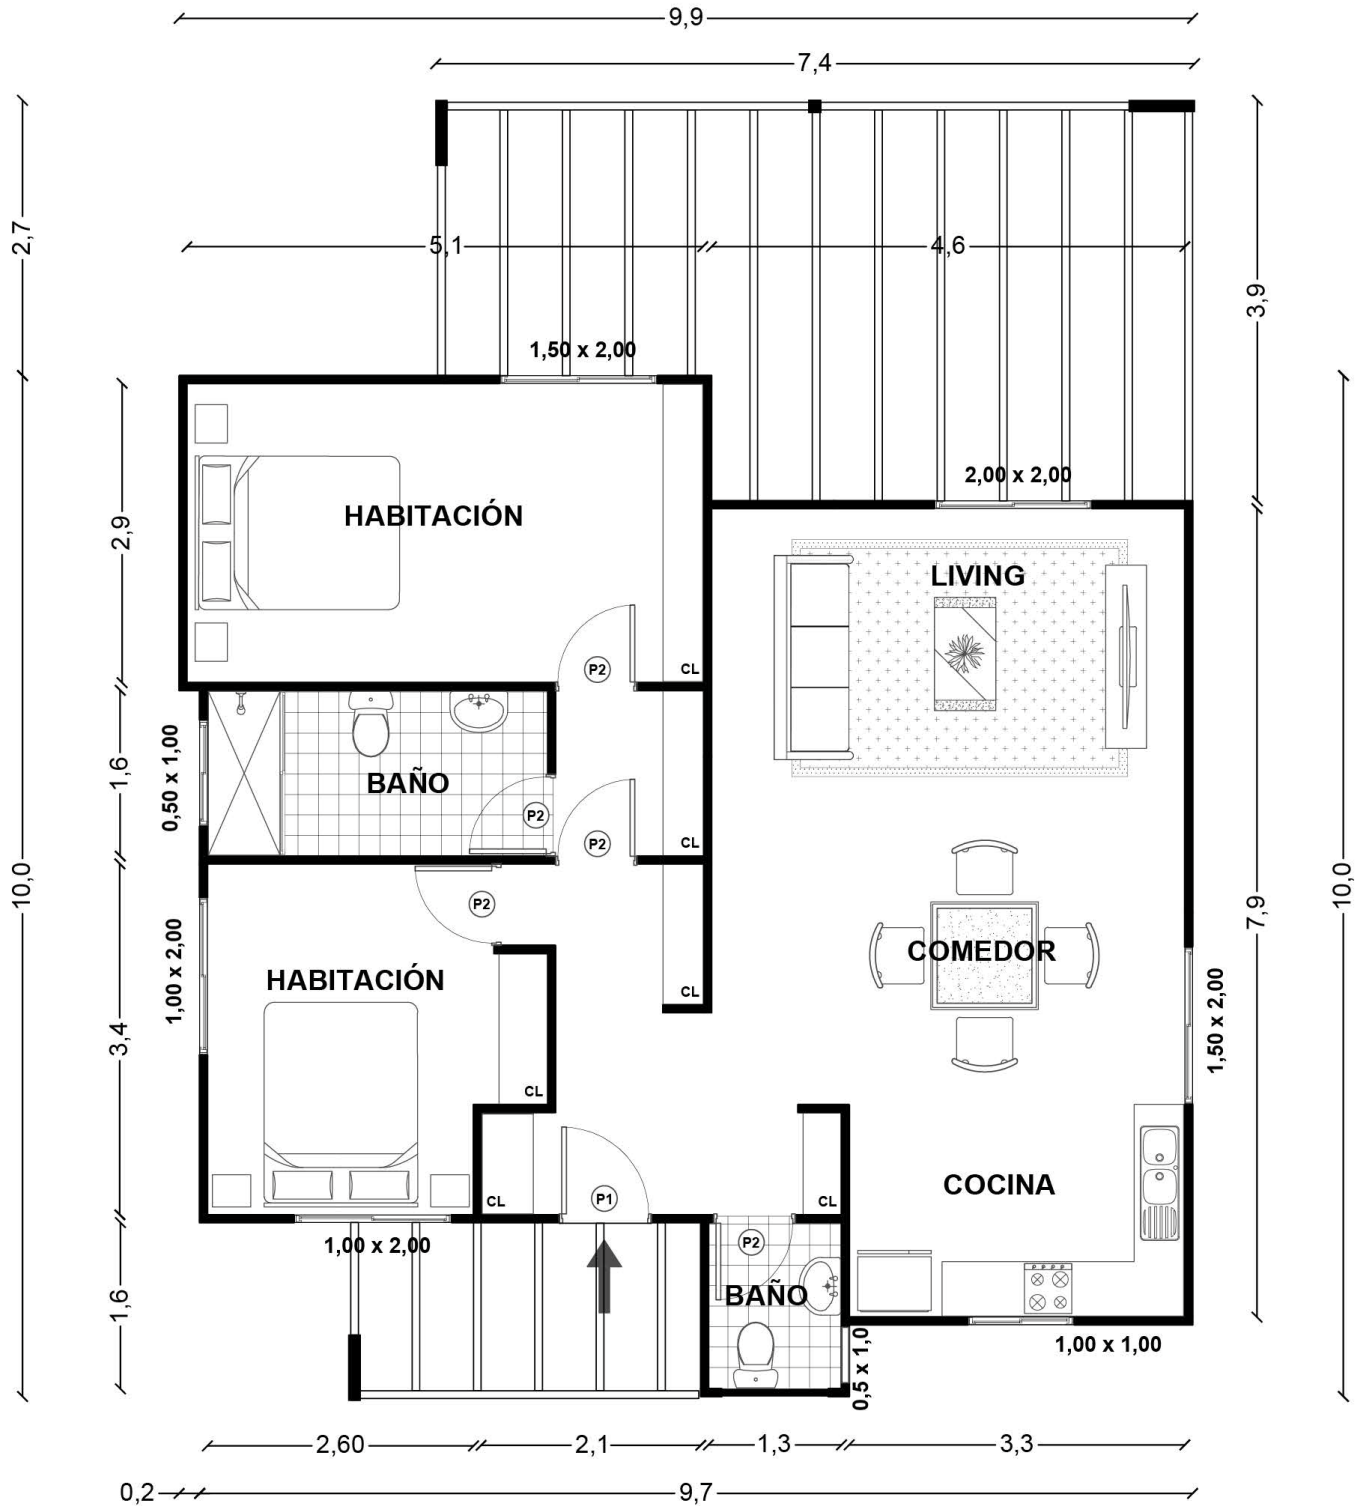 9,9
7,4
2,7
5,1
4,6
3,9
1,50 x 2,00
2,00 x 2,00
2,9
HABITACIÓN
LIVING
P2
CL
0,50 x 1,00
1,6
BAÑO
P2
P2
CL
10,0
10,0
P2
7,9
1,00 x 2,00
COMEDOR
HABITACIÓN
CL
1,50 x 2,00
3,4
CL
COCINA
CL
P1
CL
1,00 x 2,00
P2
1,6
BAÑO
1,00 x 1,00
0,5 x 1,0
2,60
2,1
1,3
3,3
0,2
9,7